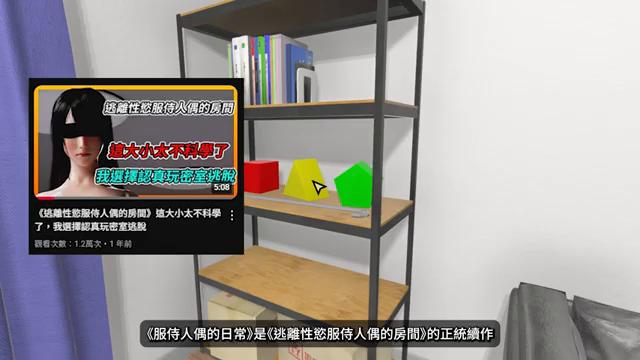 逃離性慾服侍人偶的房間
這大小太不科學了
我選擇認真玩密室逃脫
5:08
《逃離性慾服侍人偶的房間》這大小太不科學
了，我選擇認真玩密室逃脫
觀看次數：1.2萬次・1 年前
《服侍人偶的日常》是《逃離性慾服侍人偶的房間》的正統續作